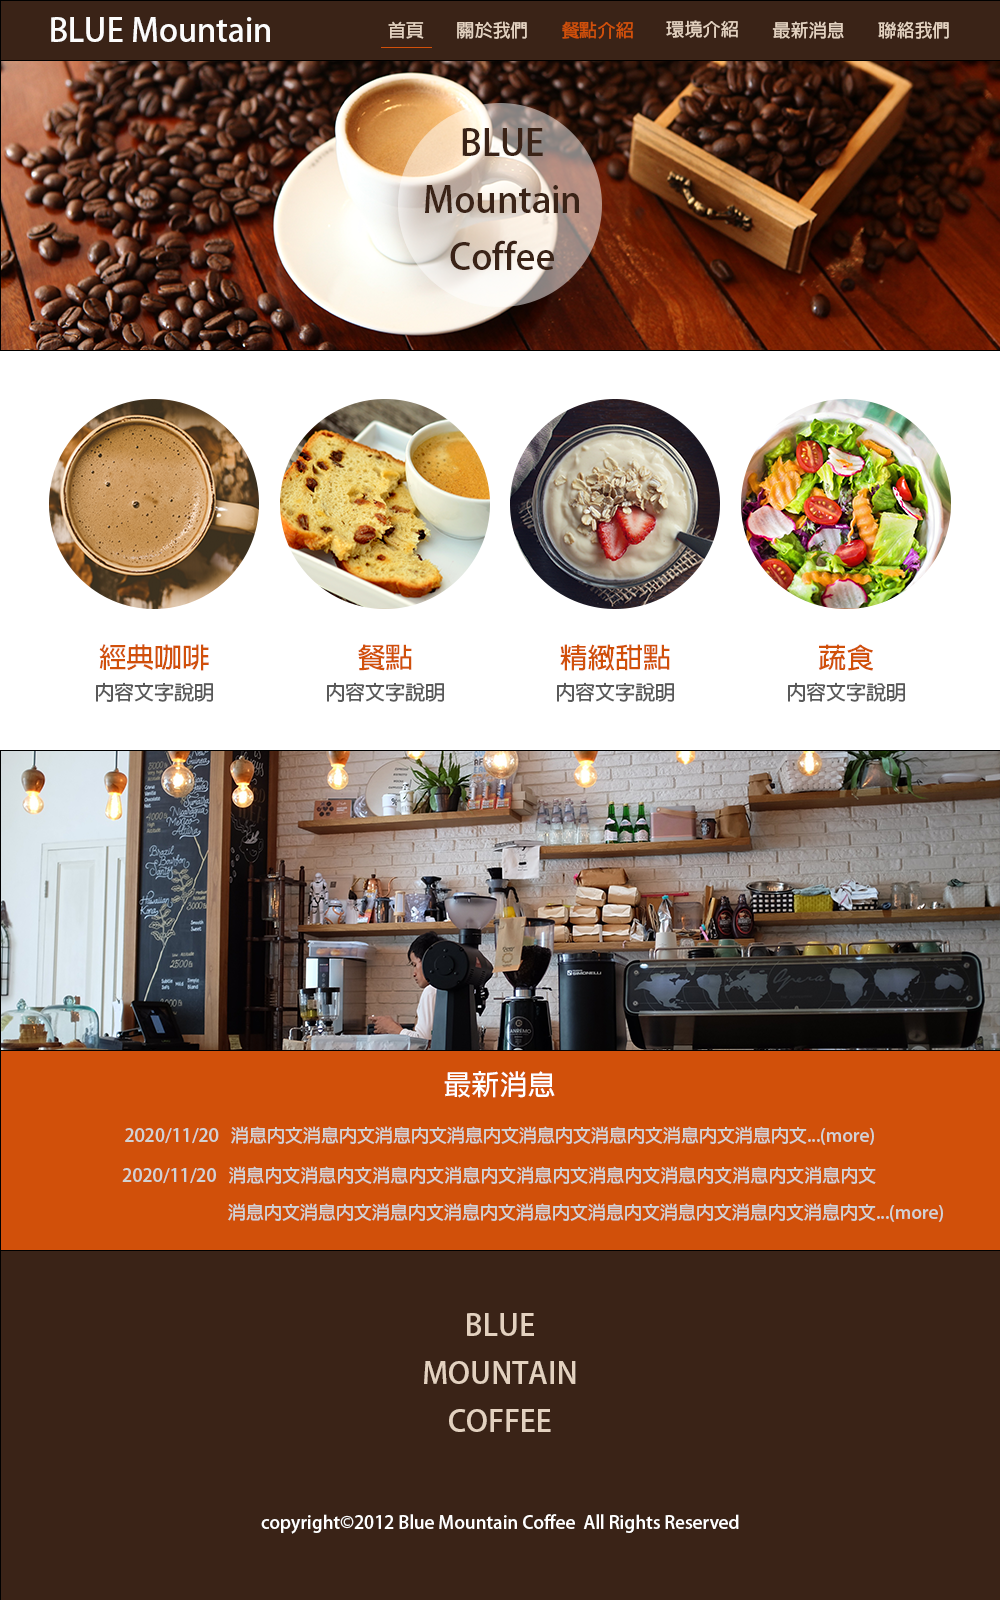 BLUE Mountain
首頁 關於我們 餐點介紹 環境介紹 最新消息 聯絡我們
BLUE
Mountain
Coffee
經典咖啡 餐點 精緻甜點 蔬食
內容文字說明 內容文字說明 內容文字說明 內容文字說明
SIMONELLI
Opera
最新消息
2020/11/20 消息內文消息內文消息內文消息內文消息內文消息內文消息內文消息內文...(more)
2020/11/20 消息內文消息內文消息內文消息內文消息內文消息內文消息內文消息內文消息內文
消息內文消息內文消息內文消息內文消息內文消息內文消息內文消息內文消息內文...(more)
BLUE
MOUNTAIN
COFFEE
copyright©2012 Blue Mountain Coffee All Rights Reserved